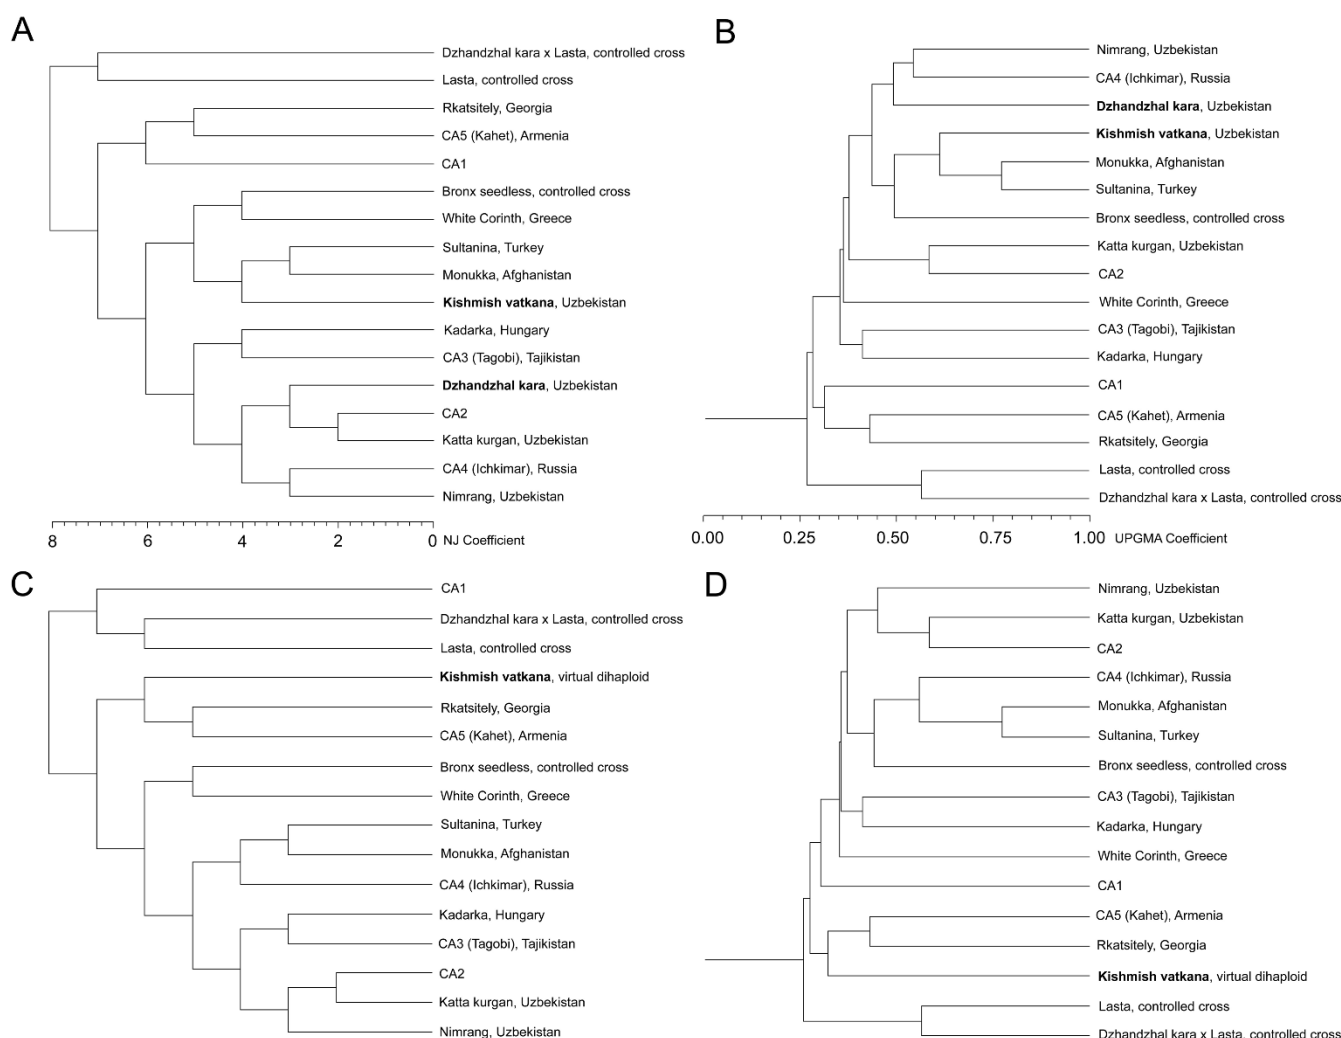 A
Dzhandzhal kara x Lasta, controlled cross
Lasta, controlled cross
Rkatsitely, Georgia
CA5 (Kahet), Armenia
CA1
Bronx seedless, controlled cross
White Corinth, Greece
Sultanina, Turkey
Monukka, Afghanistan
Kishmish vatkana, Uzbekistan
Kadarka, Hungary
CA3 (Tagobi), Tajikistan
Dzhandzhal kara, Uzbekistan
CA2
Katta kurgan, Uzbekistan
CA4 (Ichkimar), Russia
Nimrang, Uzbekistan
8 6 4 2 0 NJ Coefficient
B
Nimrang, Uzbekistan
CA4 (Ichkimar), Russia
Dzhandzhal kara, Uzbekistan
Kishmish vatkana, Uzbekistan
Monukka, Afghanistan
Sultanina, Turkey
Bronx seedless, controlled cross
Katta kurgan, Uzbekistan
CA2
White Corinth, Greece
CA3 (Tagobi), Tajikistan
Kadarka, Hungary
CA1
CA5 (Kahet), Armenia
Rkatsitely, Georgia
Lasta, controlled cross
Dzhandzhal kara x Lasta, controlled cross
0.00 0.25 0.50 0.75 1.00 UPGMA Coefficient
C
CA1
Dzhandzhal kara x Lasta, controlled cross
Lasta, controlled cross
Kishmish vatkana, virtual dihaploid
Rkatsitely, Georgia
CA5 (Kahet), Armenia
Bronx seedless, controlled cross
White Corinth, Greece
Sultanina, Turkey
Monukka, Afghanistan
CA4 (Ichkimar), Russia
Kadarka, Hungary
CA3 (Tagobi), Tajikistan
CA2
Katta kurgan, Uzbekistan
Nimrang, Uzbekistan
D
Nimrang, Uzbekistan
Katta kurgan, Uzbekistan
CA2
CA4 (Ichkimar), Russia
Monukka, Afghanistan
Sultanina, Turkey
Bronx seedless, controlled cross
CA3 (Tagobi), Tajikistan
Kadarka, Hungary
White Corinth, Greece
CA1
CA5 (Kahet), Armenia
Rkatsitely, Georgia
Kishmish vatkana, virtual dihaploid
Lasta, controlled cross
Dzhandzhal kara x Lasta, controlled cross